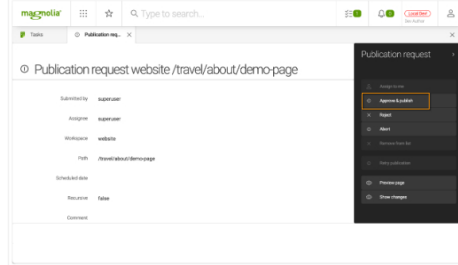 magnolia
Type to search...
Local Dev
Tasks
Publication req...
Publication request website /travel/about/demo-page
Submitted by superuser
Assignee superuser
Workspace website
Path /travel/about/demo-page
Scheduled date
Recursive false
Comment
Publication request
Assign to me
Approve & publish
Reject
Abort
Remove from list
Retry publication
Preview page
Show changes